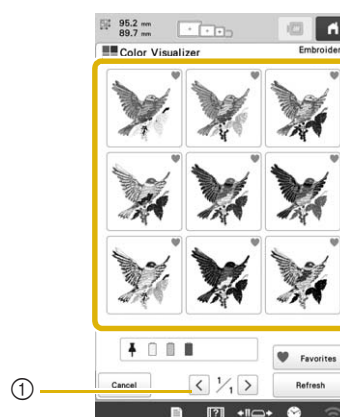 95.2 mm
89.7 mm
Color Visualizer
Embroider
Favorites
Cancel
1/1
Refresh
①